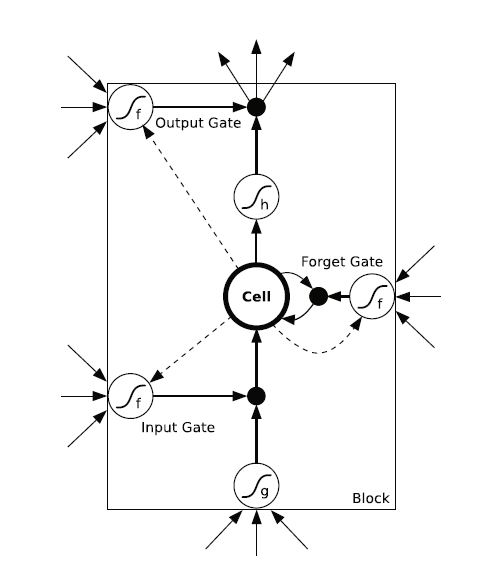 f
Output Gate
h
Forget Gate
Cell
f
f
Input Gate
g
Block